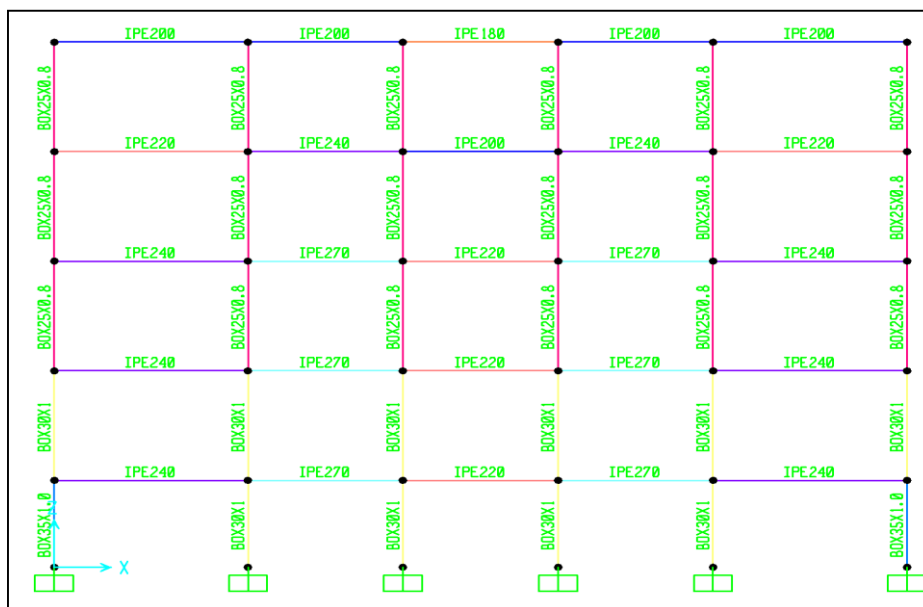 IPE200 IPE200 IPE180 IPE200 IPE200
BOX25X0.8 BOX25X0.8 BOX25X0.8 BOX25X0.8 BOX25X0.8 BOX25X0.8
IPE220 IPE240 IPE200 IPE240 IPE220
BOX25X0.8 BOX25X0.8 BOX25X0.8 BOX25X0.8 BOX25X0.8 BOX25X0.8
IPE240 IPE270 IPE220 IPE270 IPE240
BOX25X0.8 BOX25X0.8 BOX25X0.8 BOX25X0.8 BOX25X0.8 BOX25X0.8
IPE240 IPE270 IPE220 IPE270 IPE240
BOX30X1 BOX30X1 BOX30X1 BOX30X1 BOX30X1 BOX30X1
IPE240 IPE270 IPE220 IPE270 IPE240
BOX35X1.0 BOX30X1 BOX30X1 BOX30X1 BOX30X1 BOX35X1.0
X